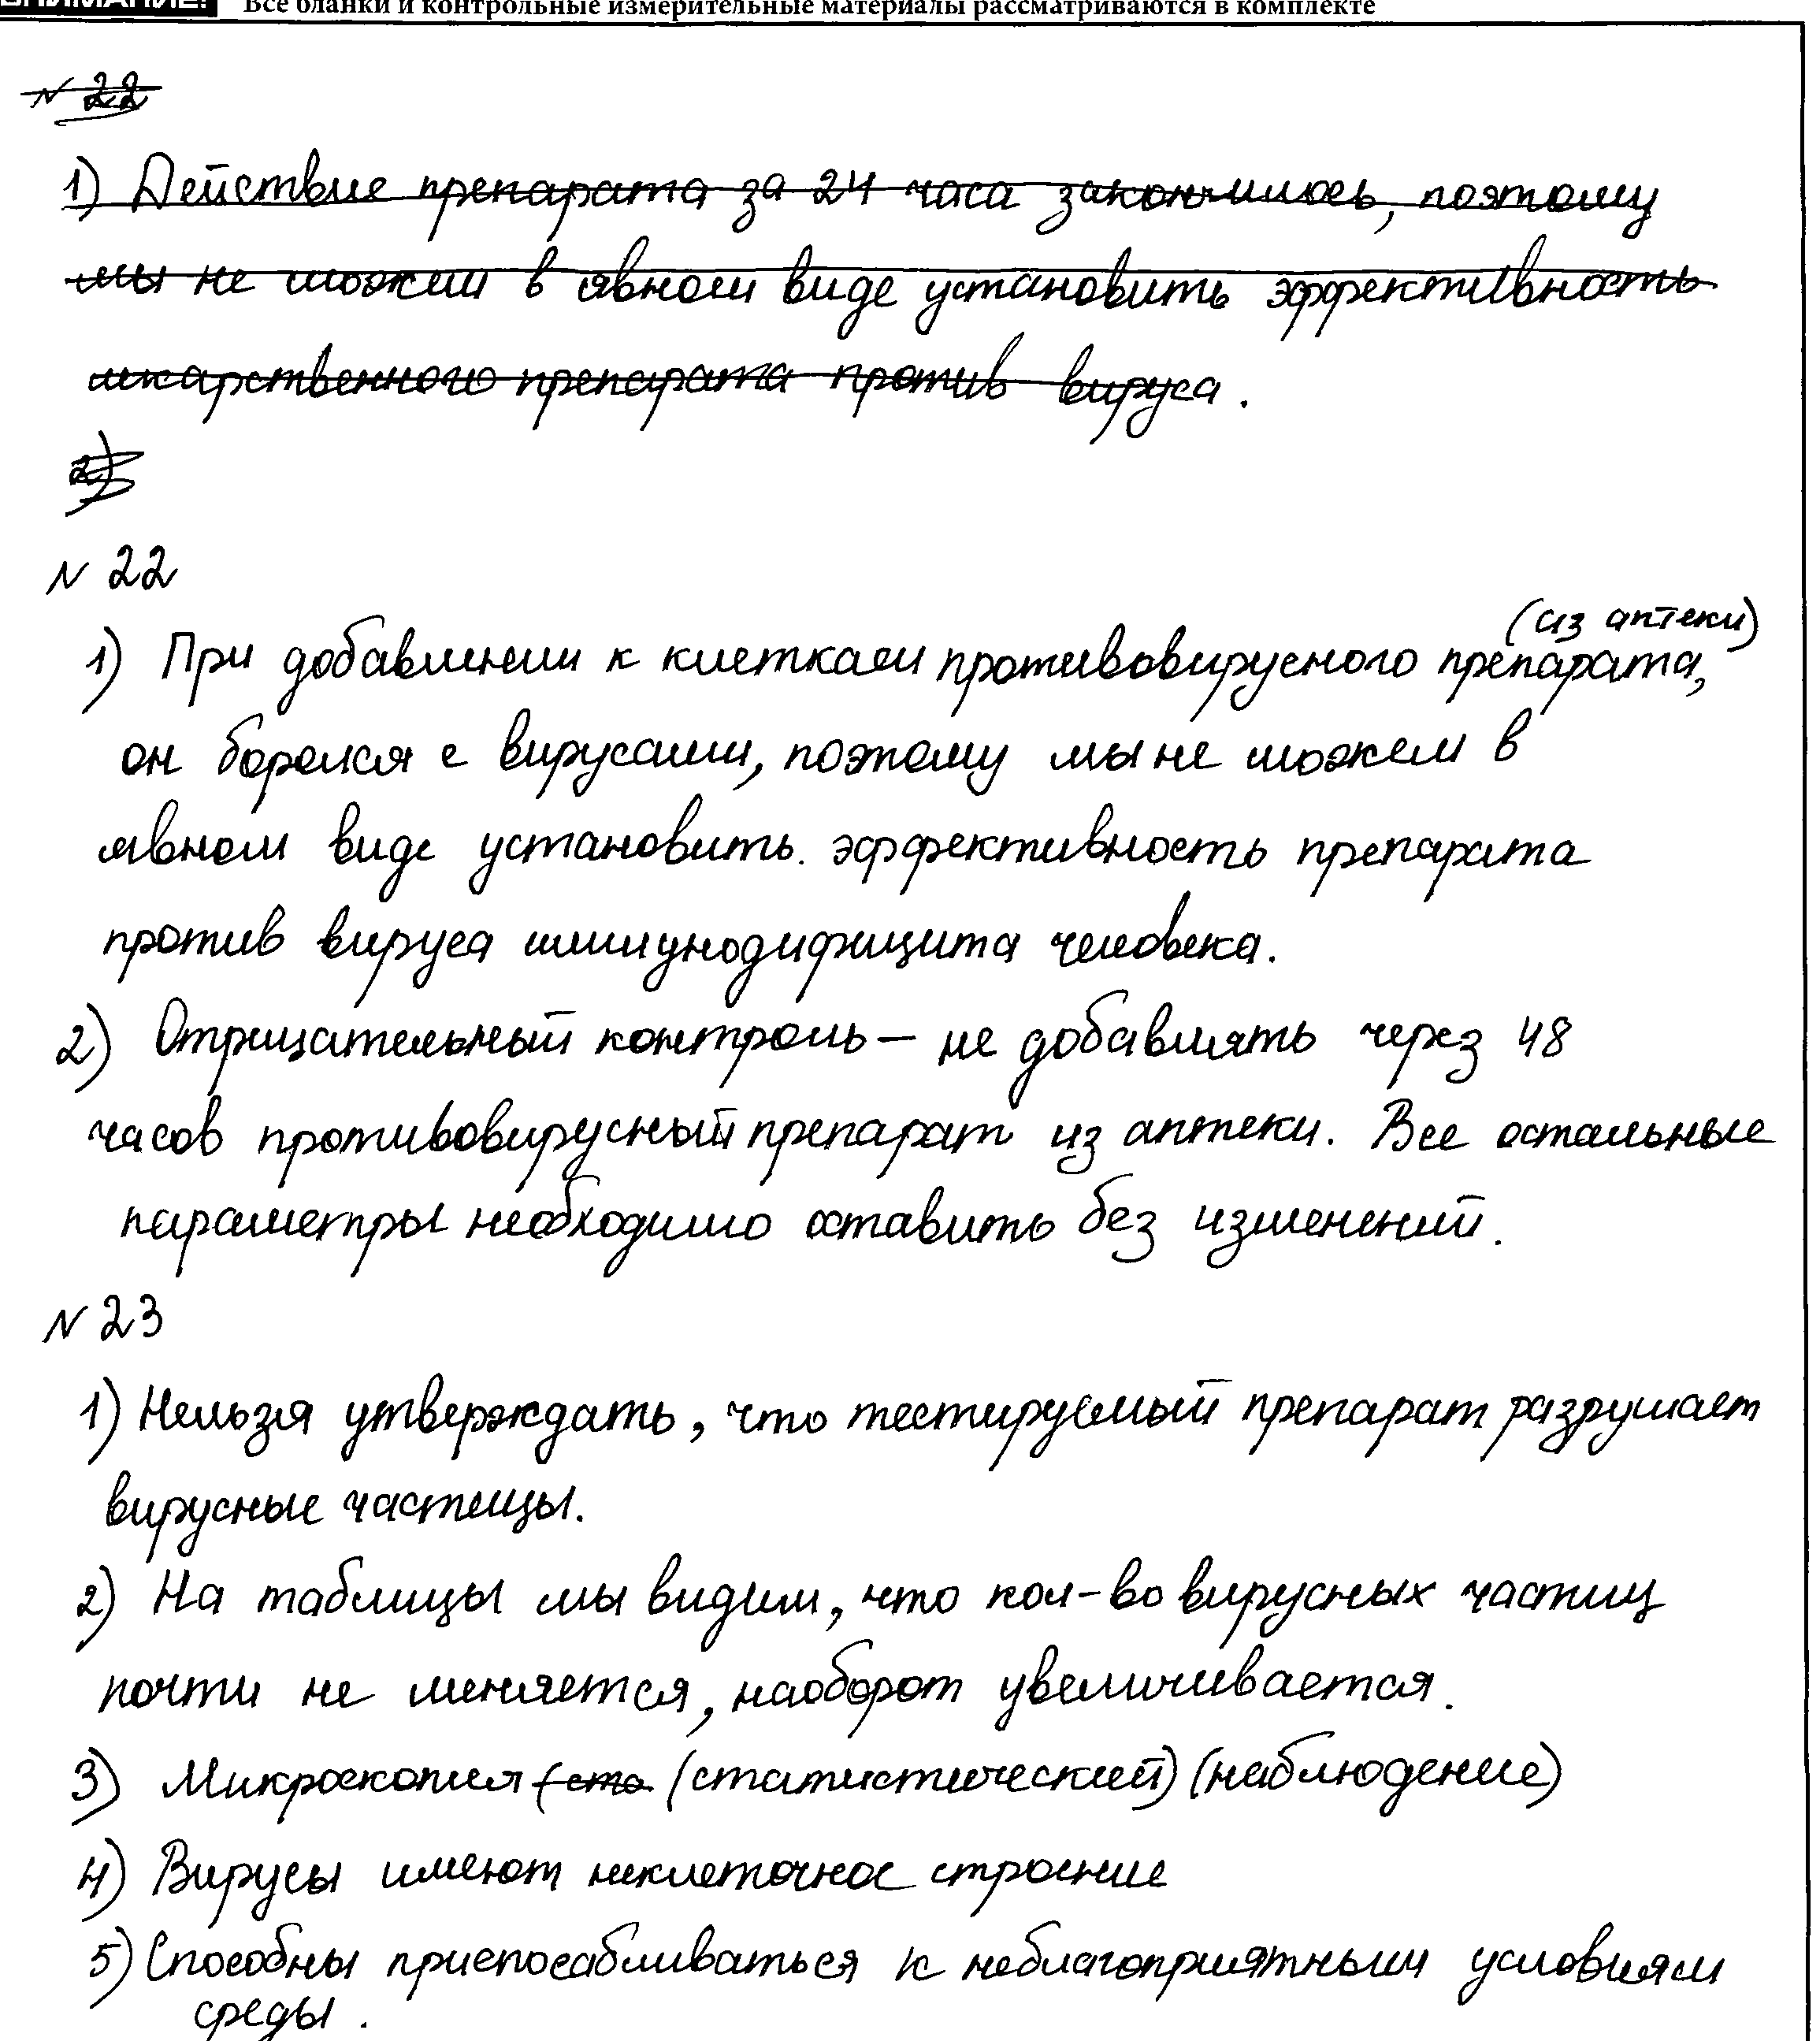 ВНИМАНИЕ! Все бланки и контрольные измерительные материалы рассматриваются в комплекте
№ 22
1) Действие препарата за 24 часа закончилось, поэтому
мы не можем в явном виде установить эффективность
лекарственного препарата против вируса.
2)
№ 22
(из аптеки)
1) При добавлении к клеткам противовирусного препарата,
он боролся с вирусами, поэтому мы не можем в
явном виде установить. эффективность препарата
против вируса иммунодифицита человека.
2) Отрицательный контроль – не добавлять через 48
часов противовирусный препарат из аптеки. Все остальные
параметры необходимо оставить без изменений.
№ 23
1) Нельзя утверждать, что тестируемый препарат разрушает
вирусные частицы.
2) На таблицы мы видим, что кол-во вирусных частиц
почти не меняется, наоборот увеличивается.
3) Микроскопия (ста (статистический) (наблюдение)
4) Вирусы имеют неклеточное строение
5) Способны приспосабливаться к неблагоприятным условиям
среды.